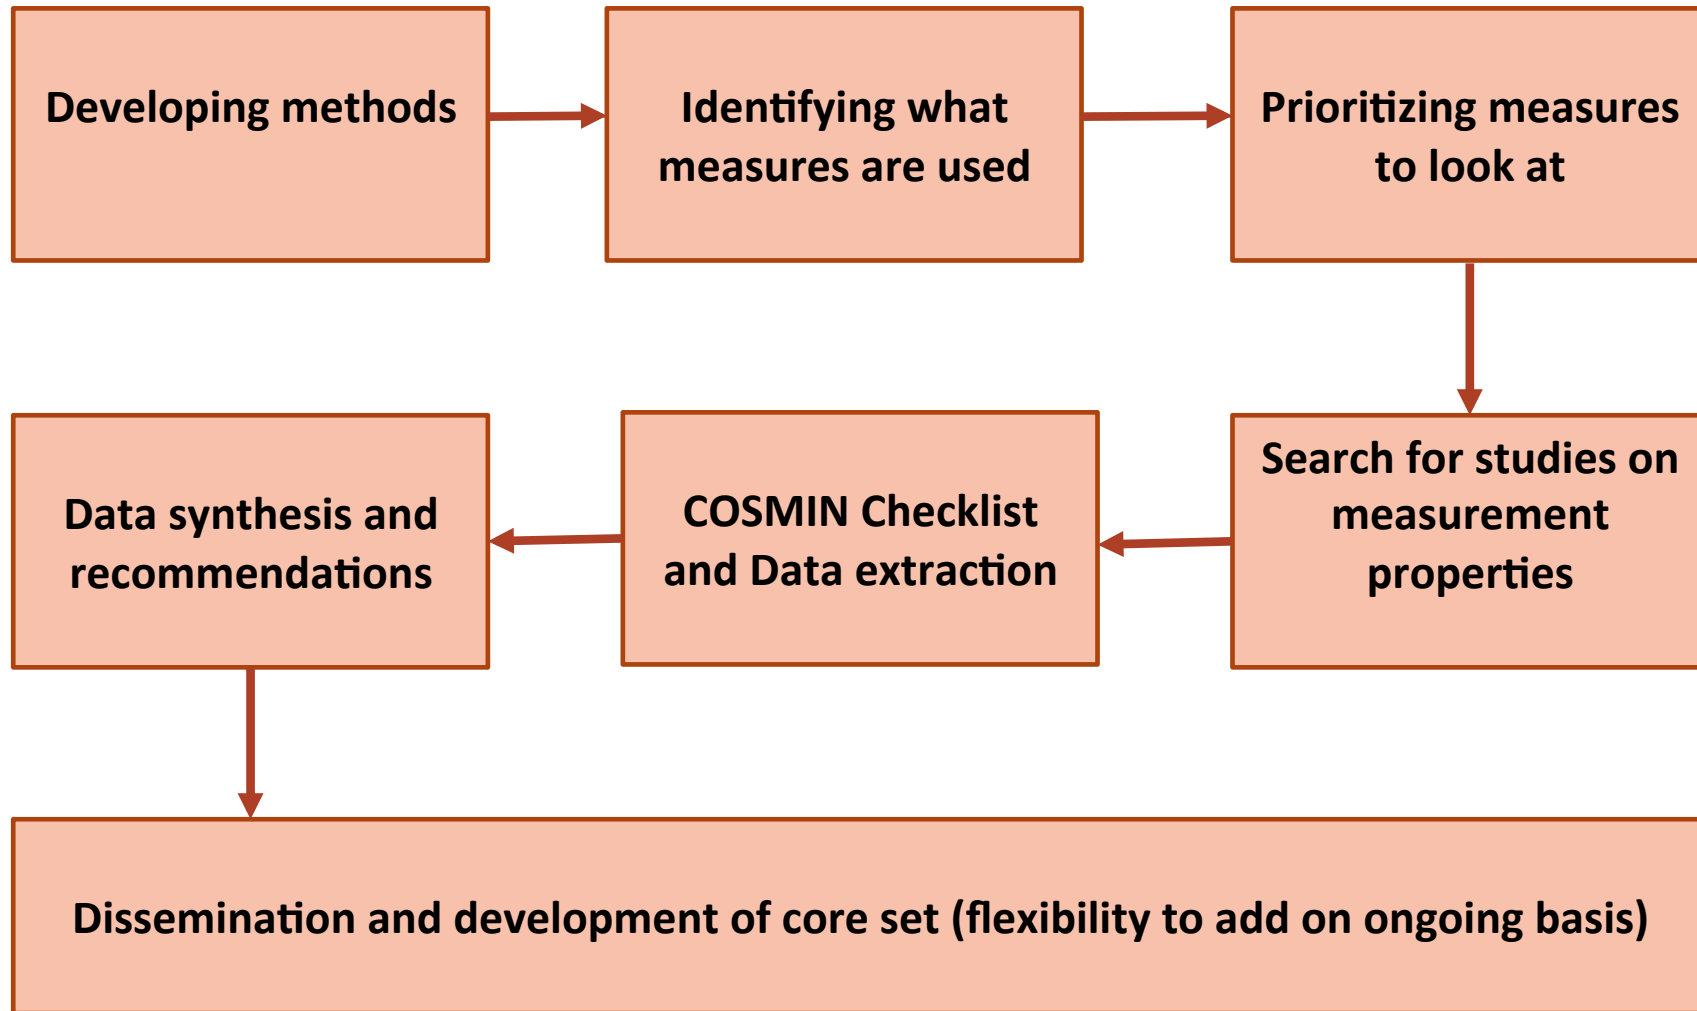 Developing methods
Identifying what
measures are used
Prioritizing measures
to look at
Search for studies on
measurement
properties
COSMIN Checklist
and Data extraction
Data synthesis and
recommendations
Dissemination and development of core set (flexibility to add on ongoing basis)